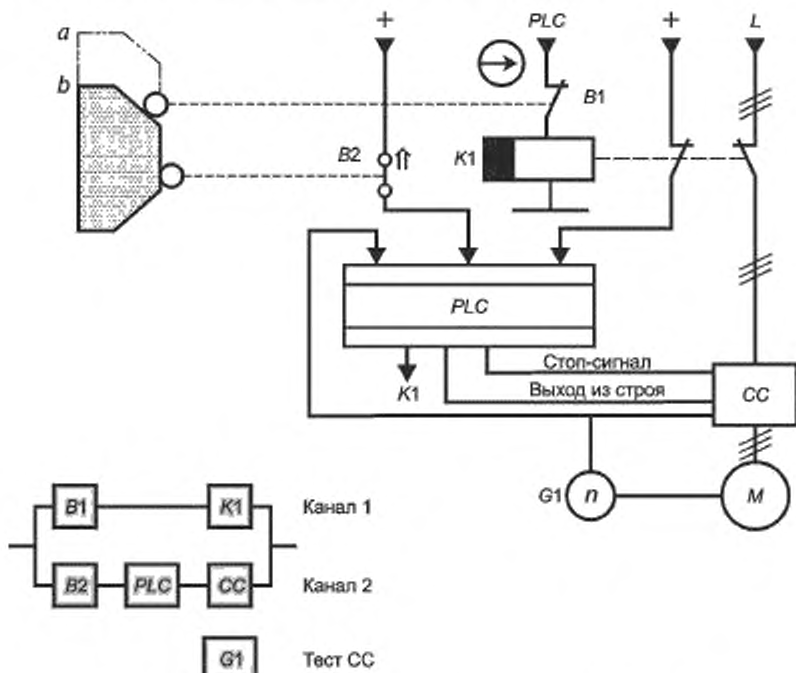 + PLC + L
a
b
B1
B2
K1
PLC
Стоп-сигнал
Выход из строя
K1
CC
G1 n M
B1 K1 Канал 1
B2 PLC CC Канал 2
G1 Тест СС